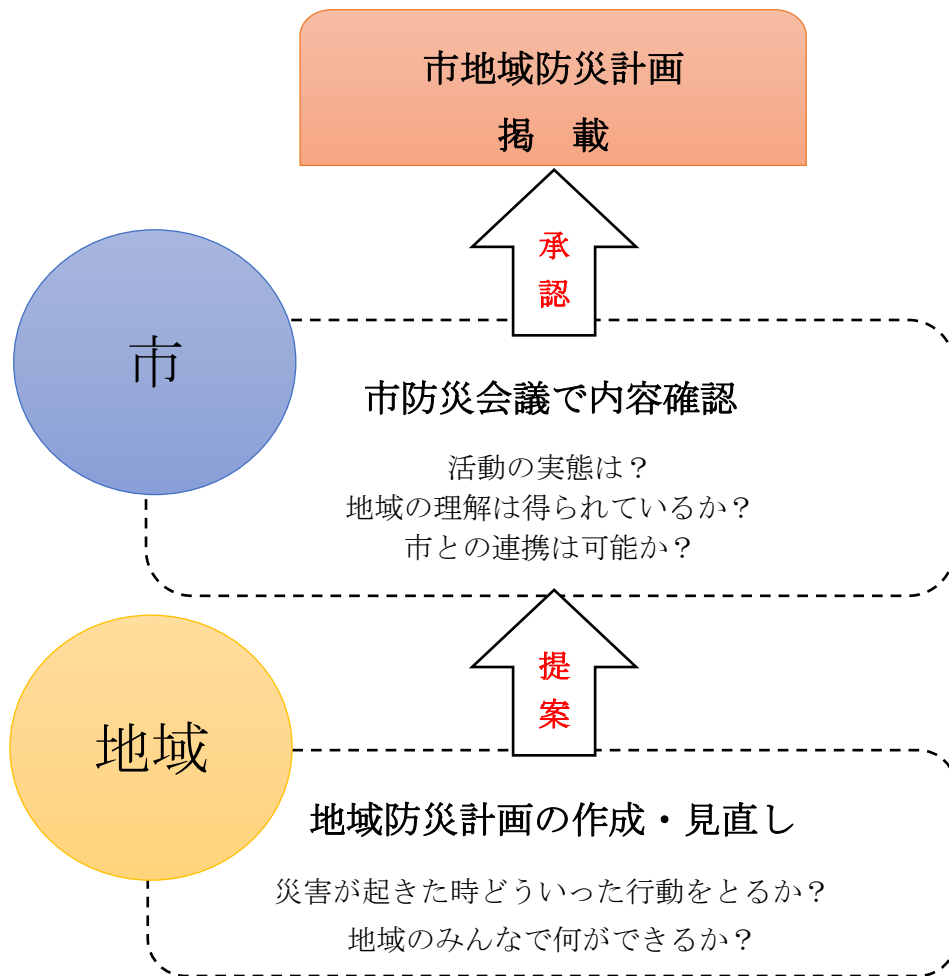 市地域防災計画
掲　載
承
認
市
市防災会議で内容確認
活動の実態は？
地域の理解は得られているか？
市との連携は可能か？
提
案
地域
地域防災計画の作成・見直し
災害が起きた時どういった行動をとるか？
地域のみんなで何ができるか？